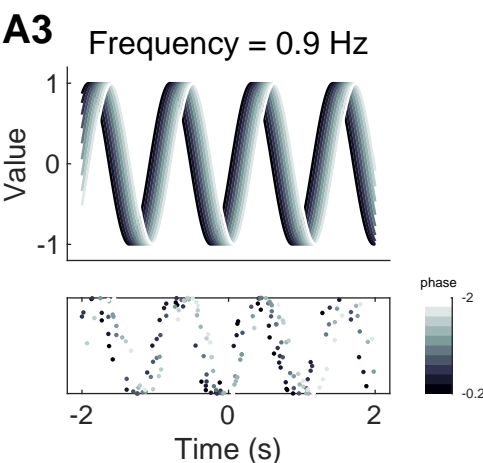 A3
Frequency = 0.9 Hz
Value
1
0
-1
phase
-2
-0.2
-2
0
2
Time (s)